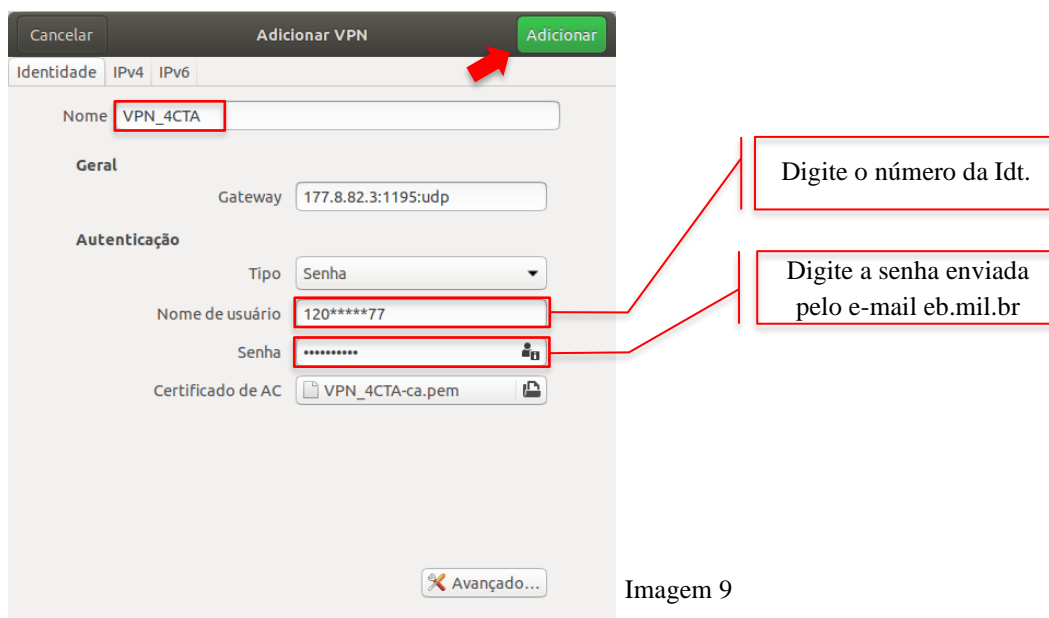 Cancelar Adicionar VPN Adicionar
Identidade IPv4 IPv6
Nome VPN_4CTA
Geral
Gateway 177.8.82.3:1195:udp
Autenticação
Tipo Senha
Nome de usuário 120*****77
Senha ••••••••••
Certificado de AC VPN_4CTA-ca.pem
Avançado...
Digite o número da Idt.
Digite a senha enviada
pelo e-mail eb.mil.br
Imagem 9